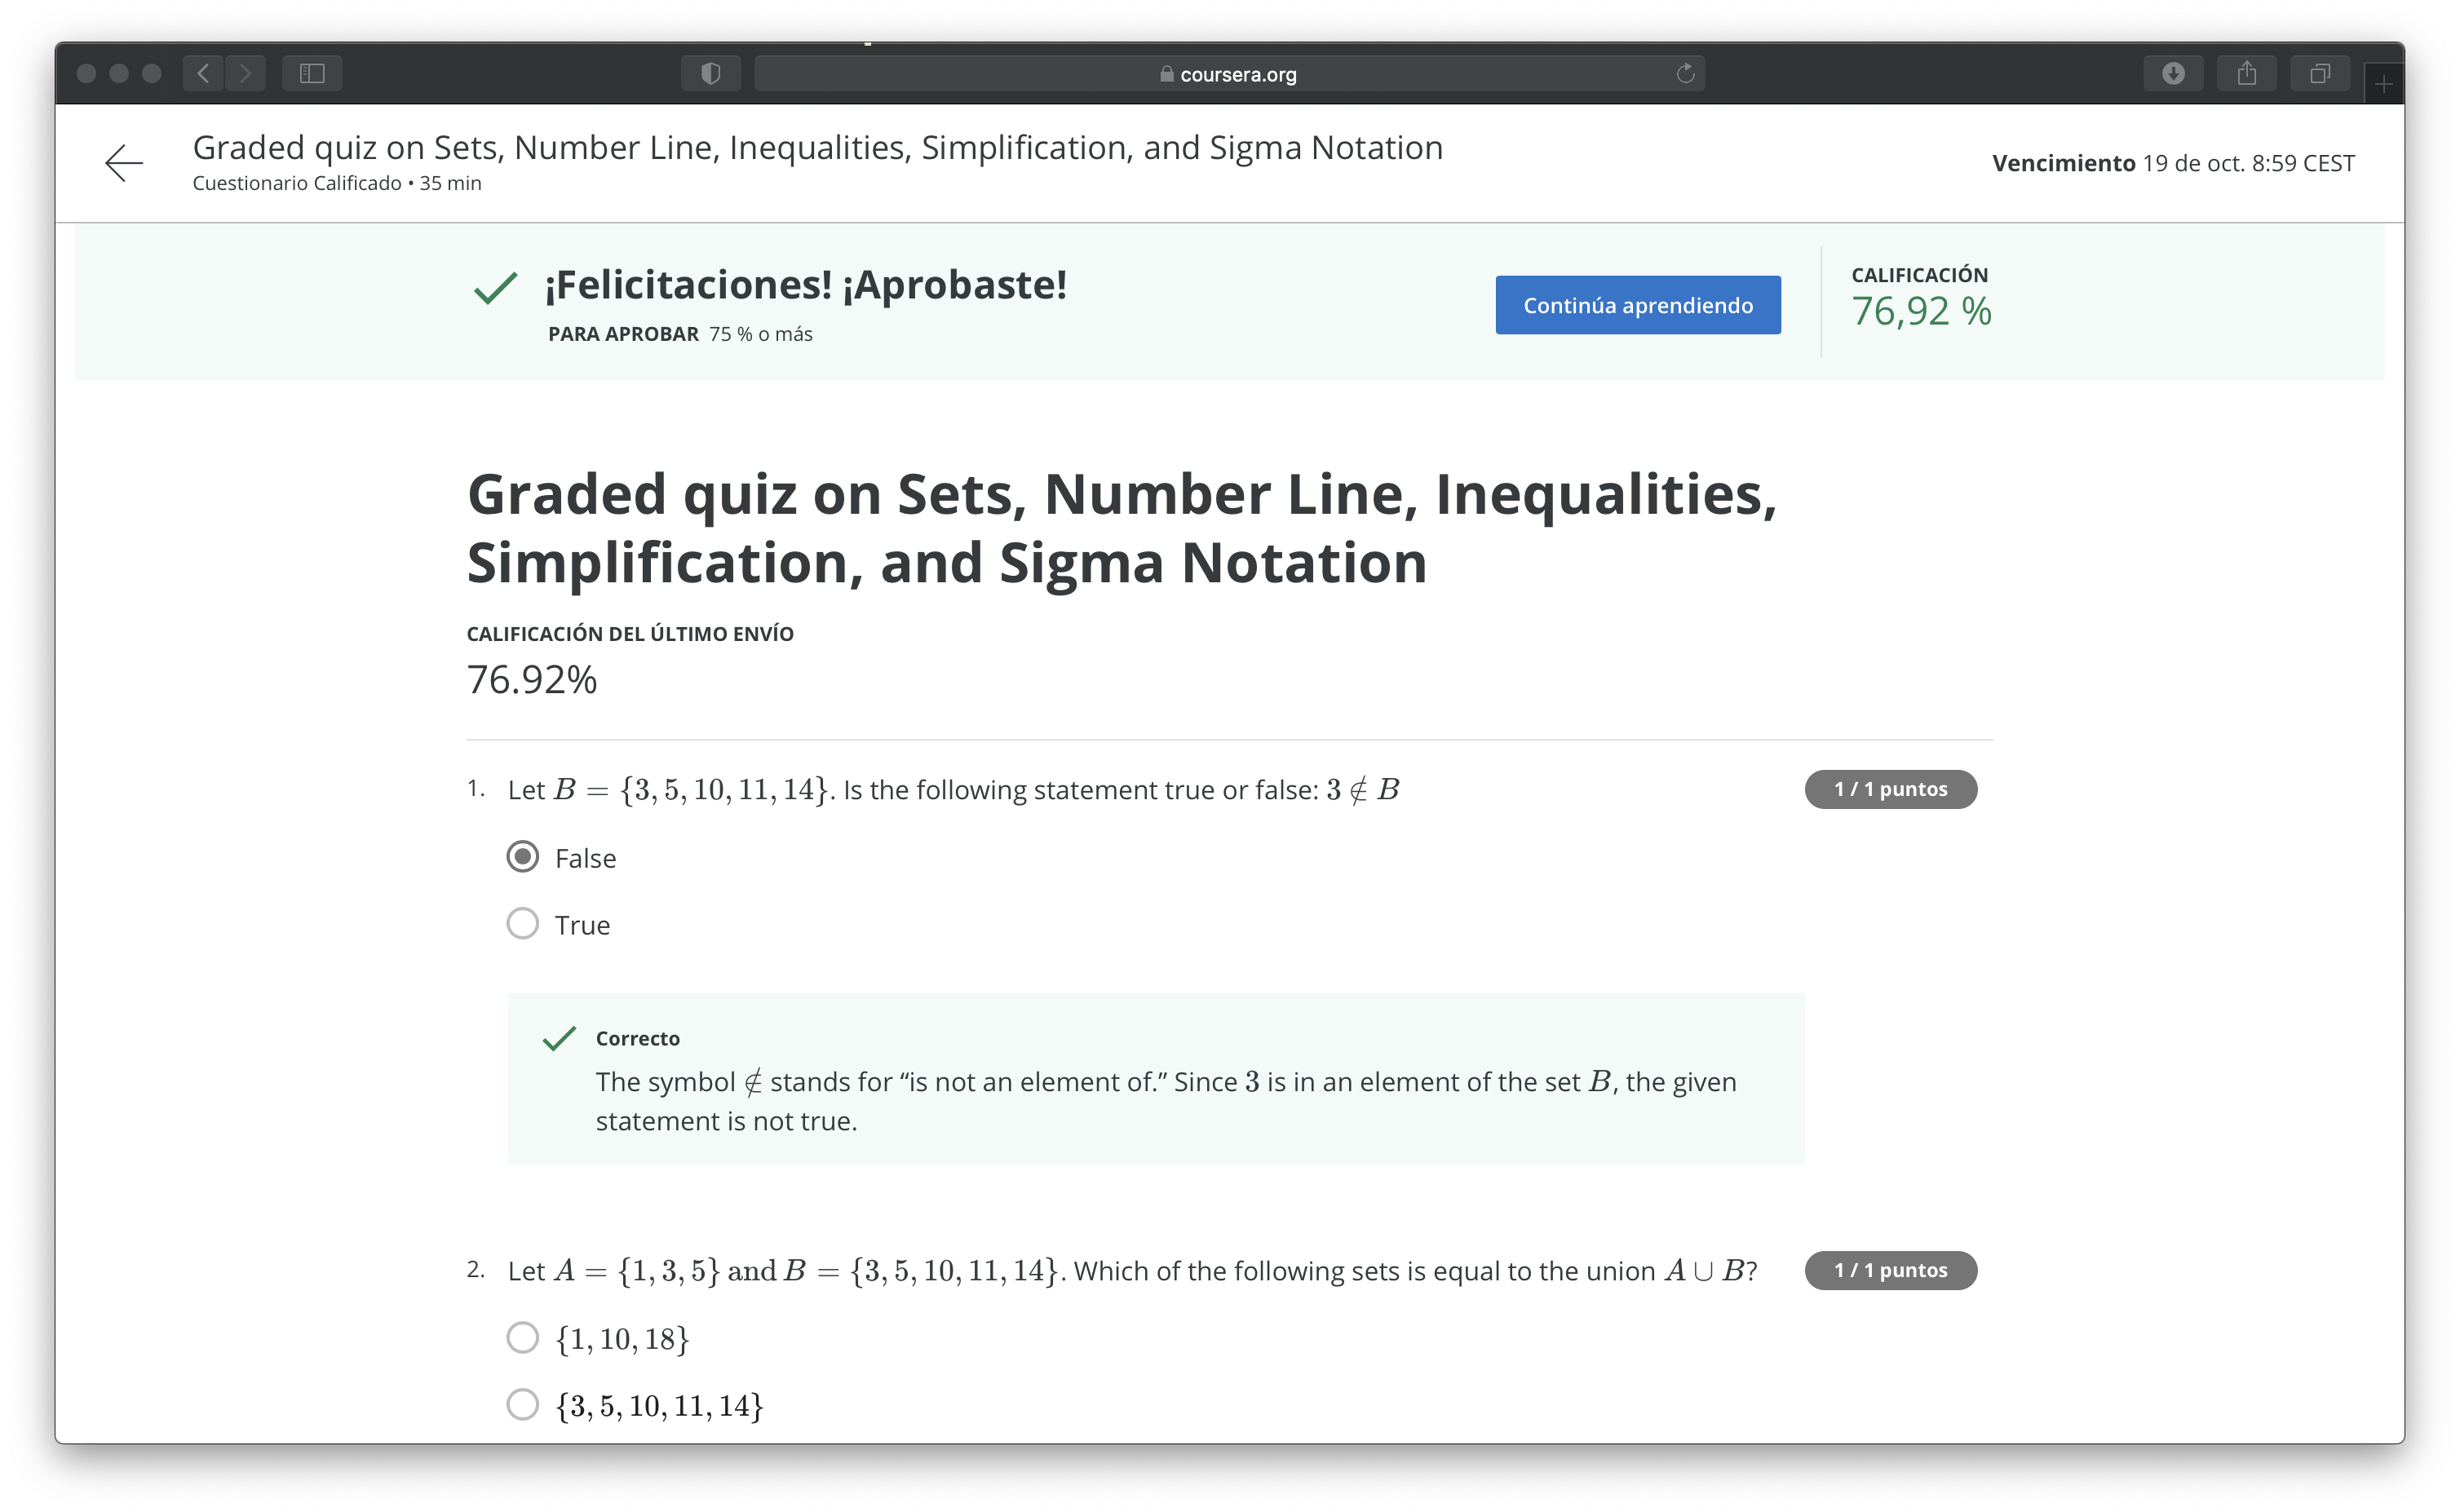 coursera.org
Graded quiz on Sets, Number Line, Inequalities, Simplification, and Sigma Notation
Cuestionario Calificado • 35 min
Vencimiento 19 de oct. 8:59 CEST
¡Felicitaciones! ¡Aprobaste!
PARA APROBAR 75 % o más
Continúa aprendiendo
CALIFICACIÓN
76,92 %
Graded quiz on Sets, Number Line, Inequalities,
Simplification, and Sigma Notation
CALIFICACIÓN DEL ÚLTIMO ENVÍO
76.92%
1. Let B = {3, 5, 10, 11, 14}. Is the following statement true or false: 3 ∉ B
1 / 1 puntos
False
True
Correcto
The symbol ∉ stands for “is not an element of.” Since 3 is in an element of the set B, the given
statement is not true.
2. Let A = {1, 3, 5} and B = {3, 5, 10, 11, 14}. Which of the following sets is equal to the union A ∪ B?
1 / 1 puntos
{1, 10, 18}
{3, 5, 10, 11, 14}